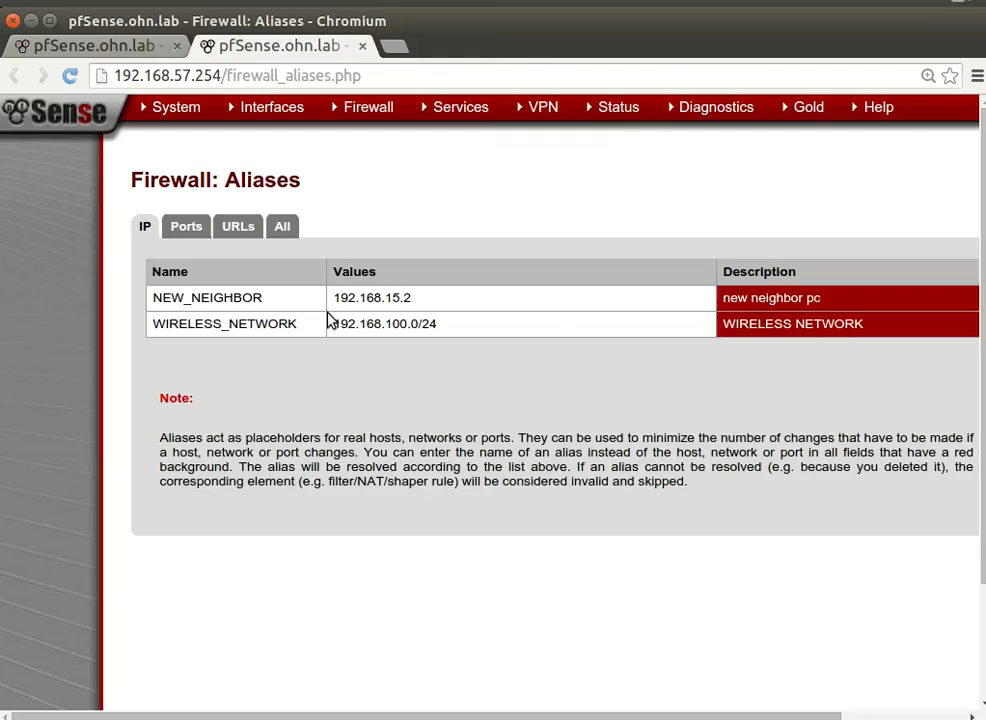 pfSense.ohn.lab - Firewall: Aliases - Chromium
pfSense.ohn.lab - × pfSense.ohn.lab - ×
192.168.57.254/firewall_aliases.php
Sense System Interfaces Firewall Services VPN Status Diagnostics Gold Help
Firewall: Aliases
IP Ports URLs All
Name Values Description
NEW_NEIGHBOR 192.168.15.2 new neighbor pc
WIRELESS_NETWORK 192.168.100.0/24 WIRELESS NETWORK
Note:
Aliases act as placeholders for real hosts, networks or ports. They can be used to minimize the number of changes that have to be made if
a host, network or port changes. You can enter the name of an alias instead of the host, network or port in all fields that have a red
background. The alias will be resolved according to the list above. If an alias cannot be resolved (e.g. because you deleted it), the
corresponding element (e.g. filter/NAT/shaper rule) will be considered invalid and skipped.